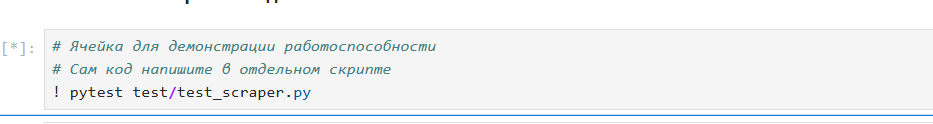 [*]:
# Ячейка для демонстрации работоспособности
# Сам код напишите в отдельном скрипте
! pytest test/test_scraper.py